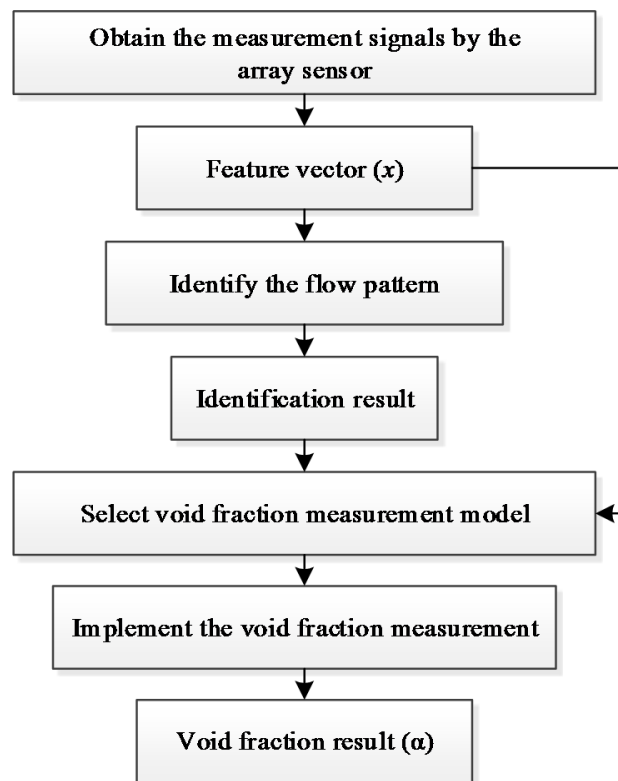 Obtain the measurement signals by the
array sensor
Feature vector (x)
Identify the flow pattern
Identification result
Select void fraction measurement model
Implement the void fraction measurement
Void fraction result (α)